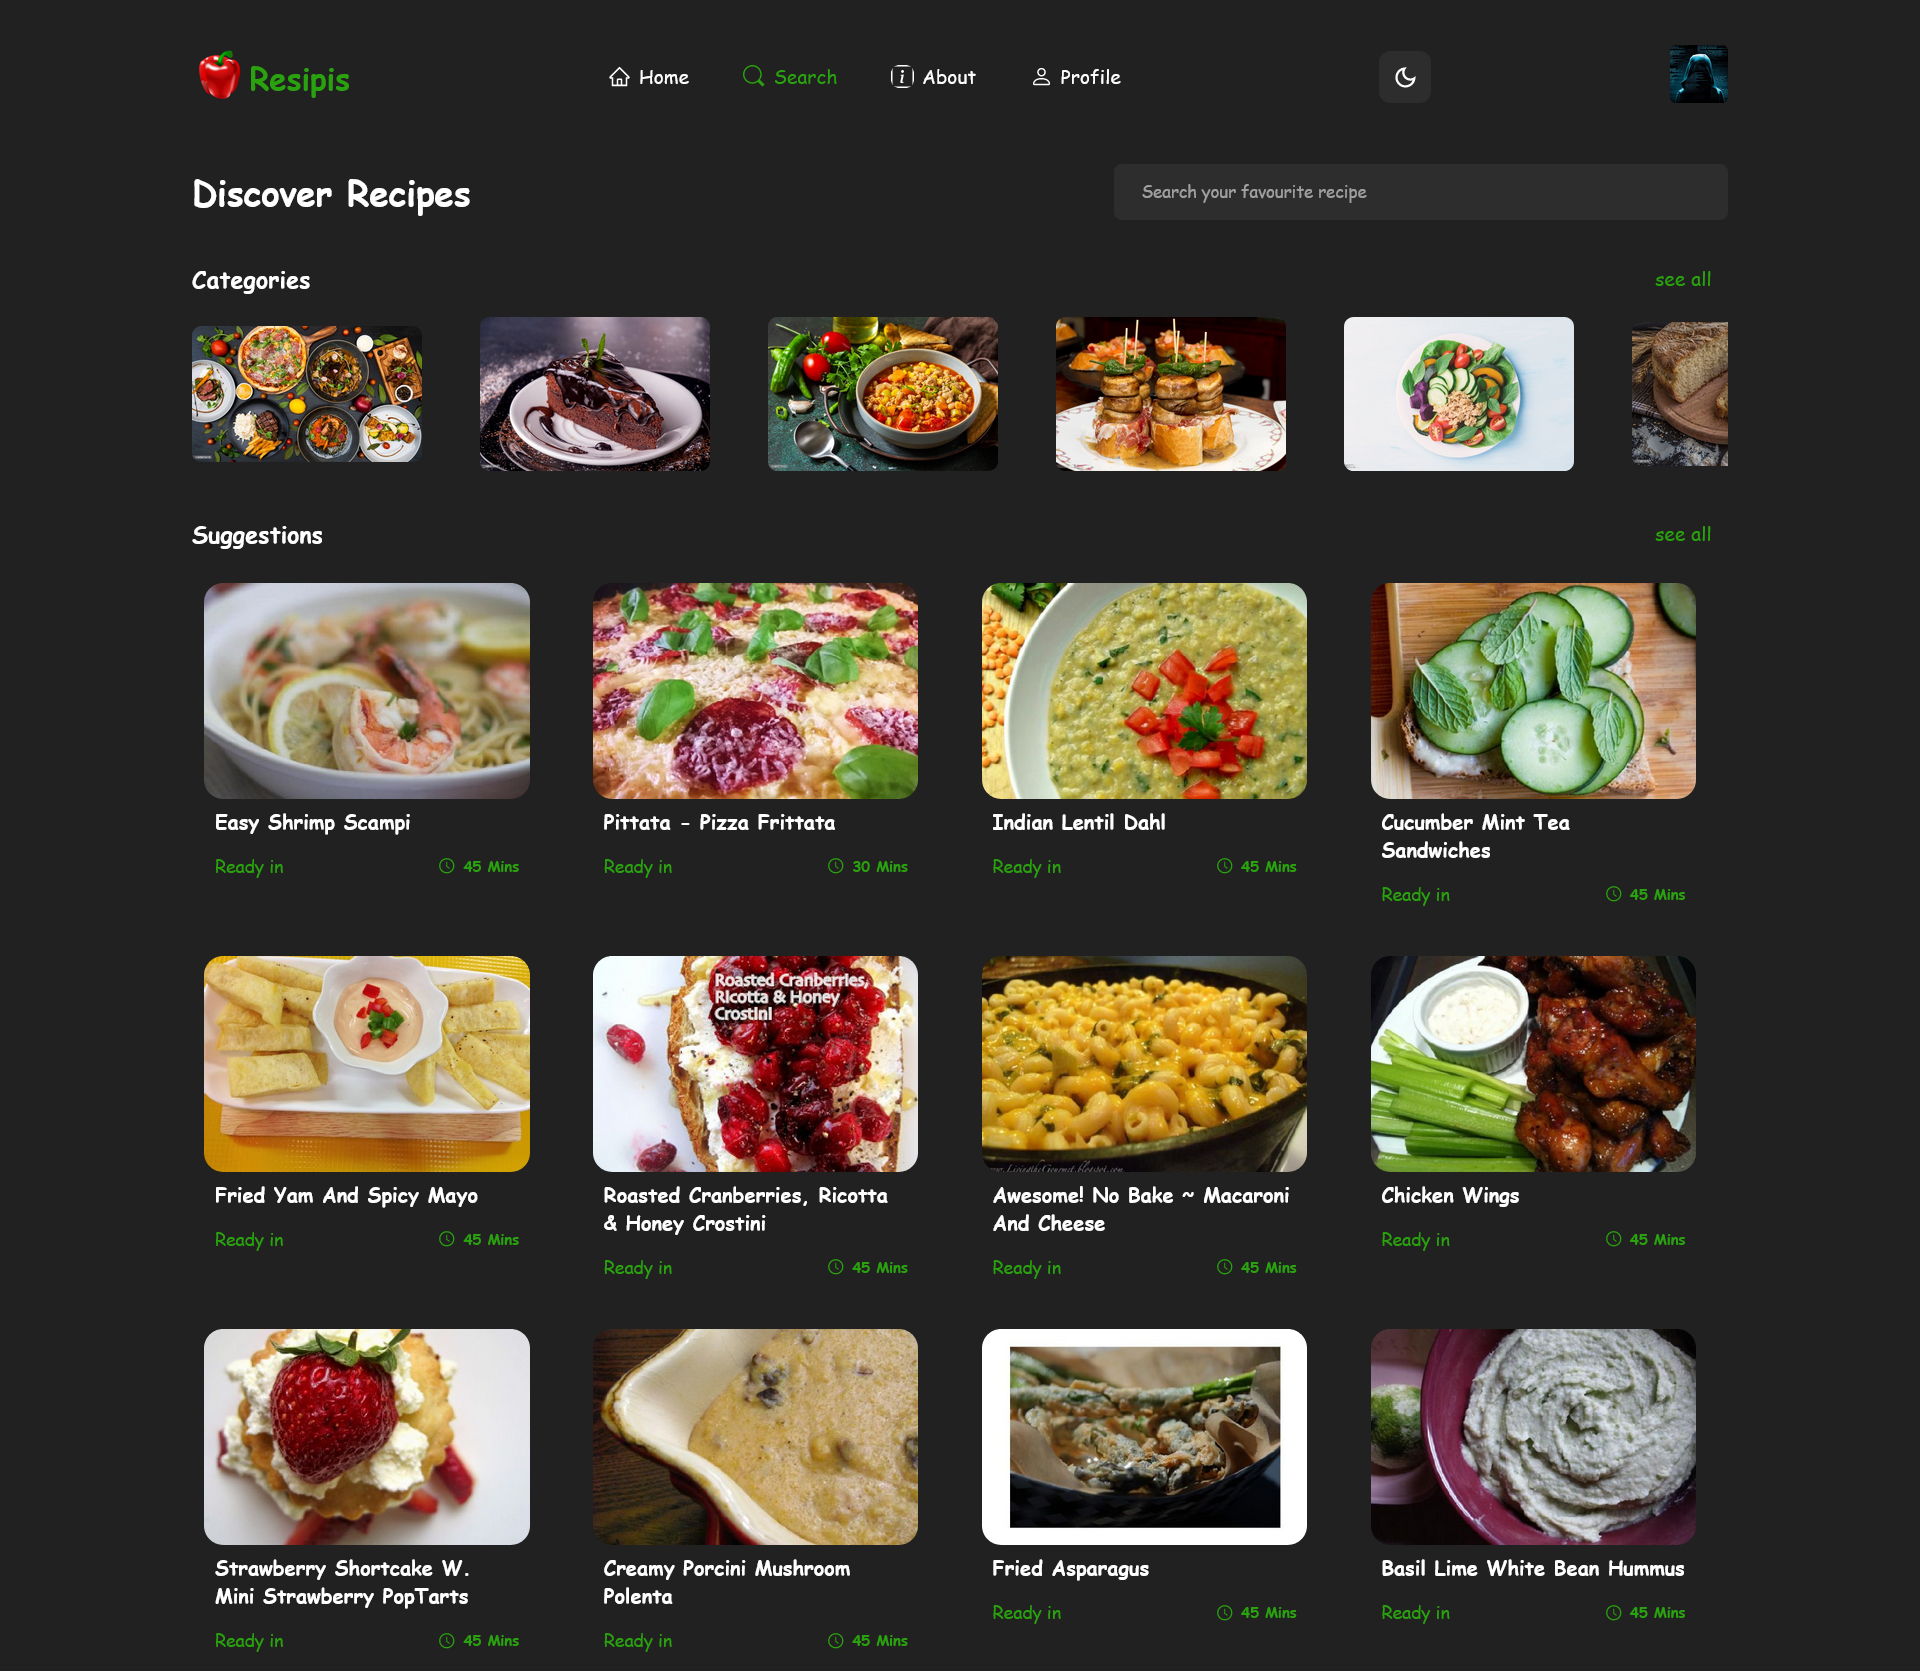 Resipis
Home
Search
About
Profile
Discover Recipes
Search your favourite recipe
Categories
see all
Suggestions
see all
Easy Shrimp Scampi
Ready in
45 Mins
Pittata - Pizza Frittata
Ready in
30 Mins
Indian Lentil Dahl
Ready in
45 Mins
Cucumber Mint Tea
Sandwiches
Ready in
45 Mins
Fried Yam And Spicy Mayo
Ready in
45 Mins
Roasted Cranberries,
Ricotta & Honey
Crostini
Roasted Cranberries, Ricotta
& Honey Crostini
Ready in
45 Mins
www.LivingtheGourmet.blogspot.com
Awesome! No Bake ~ Macaroni
And Cheese
Ready in
45 Mins
Chicken Wings
Ready in
45 Mins
Strawberry Shortcake W.
Mini Strawberry PopTarts
Ready in
45 Mins
Creamy Porcini Mushroom
Polenta
Ready in
45 Mins
Fried Asparagus
Ready in
45 Mins
Basil Lime White Bean Hummus
Ready in
45 Mins